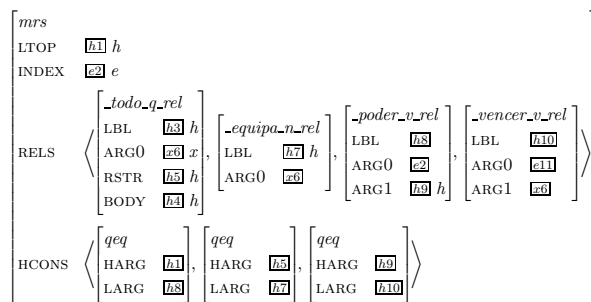 mrs
LTOP h1 h
INDEX e2 e
RELS ⟨ [_todo_q_rel LBL h3 h ARG0 x6 x RSTR h5 h BODY h4 h], [_equipa_n_rel LBL h7 h ARG0 x6], [_poder_v_rel LBL h8 ARG0 e2 ARG1 h9 h], [_vencer_v_rel LBL h10 ARG0 e11 ARG1 x6] ⟩
HCONS ⟨ [qeq HARG h1 LARG h8], [qeq HARG h5 LARG h7], [qeq HARG h9 LARG h10] ⟩